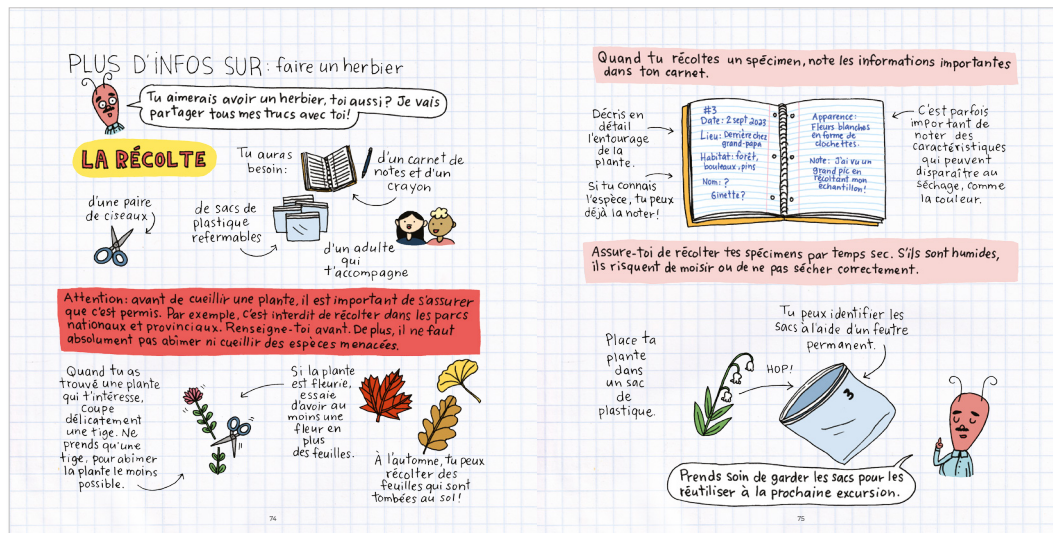 PLUS D'INFOS SUR: faire un herbier
Tu aimerais avoir un herbier, toi aussi? Je vais
partager tous mes trucs avec toi!
LA RÉCOLTE
Tu auras
besoin:
d'un carnet de
notes et d'un
crayon
d'une paire
de ciseaux
de sacs de
plastique
refermables
d'un adulte
qui
t'accompagne
Attention: avant de cueillir une plante, il est important de s'assurer
que c'est permis. Par exemple, c'est interdit de récolter dans les parcs
nationaux et provinciaux. Renseigne-toi avant. De plus, il ne faut
absolument pas abimer ni cueillir des espèces menacées.
Quand tu as
trouvé une plante
qui t'intéresse,
coupe
délicatement
une tige. Ne
prends qu'une
tige, pour abimer
la plante le moins
possible.
Si la plante
est fleurie,
essaie
d'avoir au
moins une
fleur en
plus
des feuilles.
À l'automne, tu peux
récolter des
feuilles qui sont
tombées au sol!
74
Quand tu récoltes un spécimen, note les informations importantes
dans ton carnet.
Décris en
détail
l'entourage
de la
plante.
Si tu connais
l'espèce, tu peux
déjà la noter!
#3
Date: 2 sept 2023
Lieu: Derrière chez
grand-papa
Habitat: forêt,
bouleaux, pins
Nom: ?
Ginette?
Apparence:
Fleurs blanches
en forme de
clochettes.
Note: J'ai vu un
grand pic en
récoltant mon
échantillon!
C'est parfois
important de
noter des
caractéristiques
qui peuvent
disparaître au
séchage, comme
la couleur.
Assure-toi de récolter tes spécimens par temps sec. S'ils sont humides,
ils risquent de moisir ou de ne pas sécher correctement.
Place ta
plante
dans
un sac
de
plastique.
HOP!
Tu peux identifier les
sacs à l'aide d'un feutre
permanent.
3
Prends soin de garder les sacs pour les
réutiliser à la prochaine excursion.
75